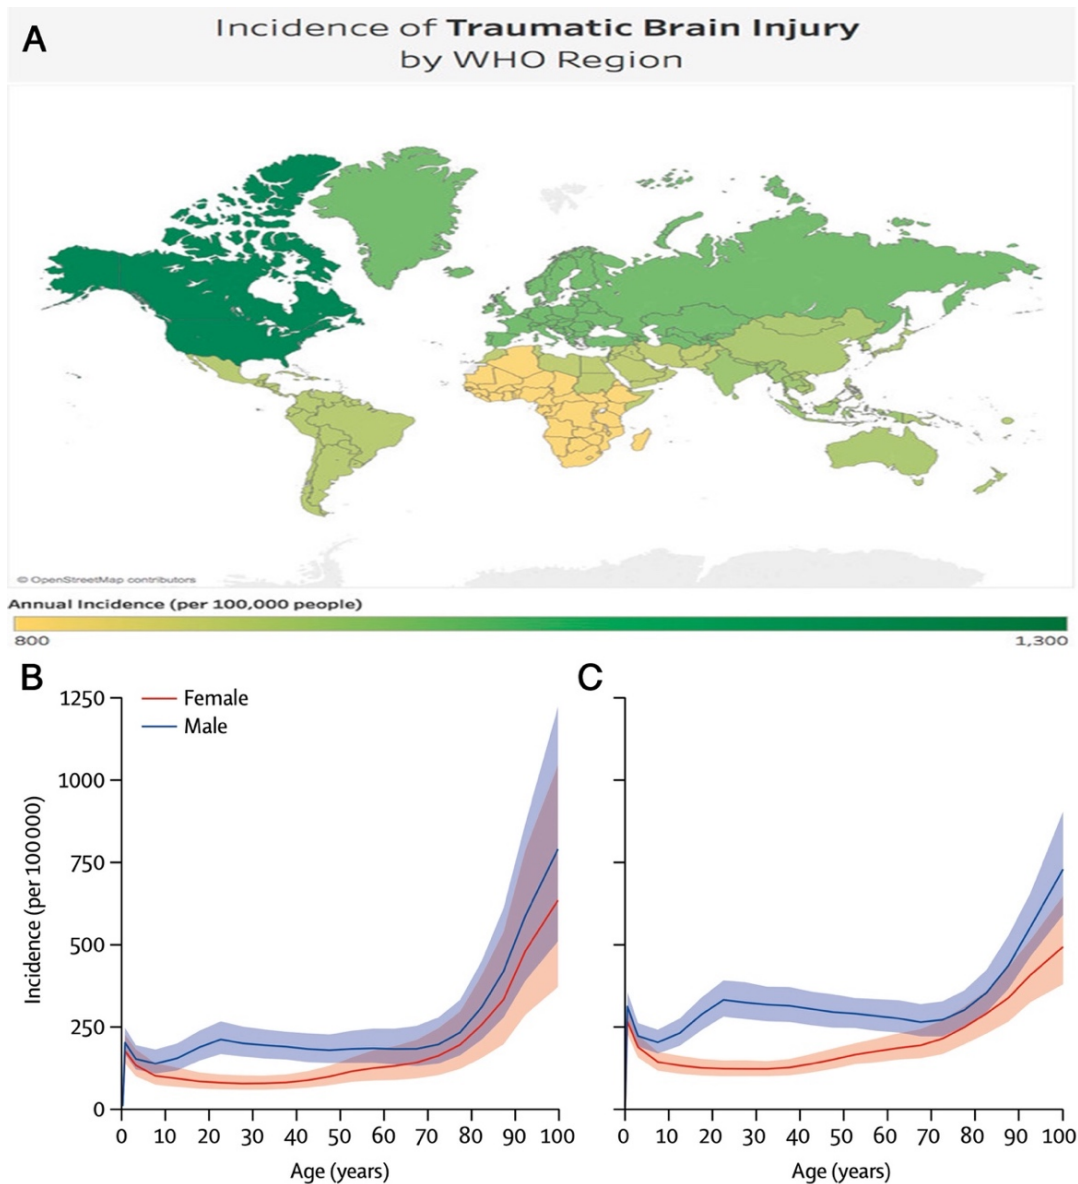 A
Incidence of Traumatic Brain Injury
by WHO Region
© OpenStreetMap contributors
Annual Incidence (per 100,000 people)
800 1,300
B
C
Female
Male
1250
1000
750
500
250
0
Incidence (per 100 000)
0 10 20 30 40 50 60 70 80 90 100
Age (years)
0 10 20 30 40 50 60 70 80 90 100
Age (years)